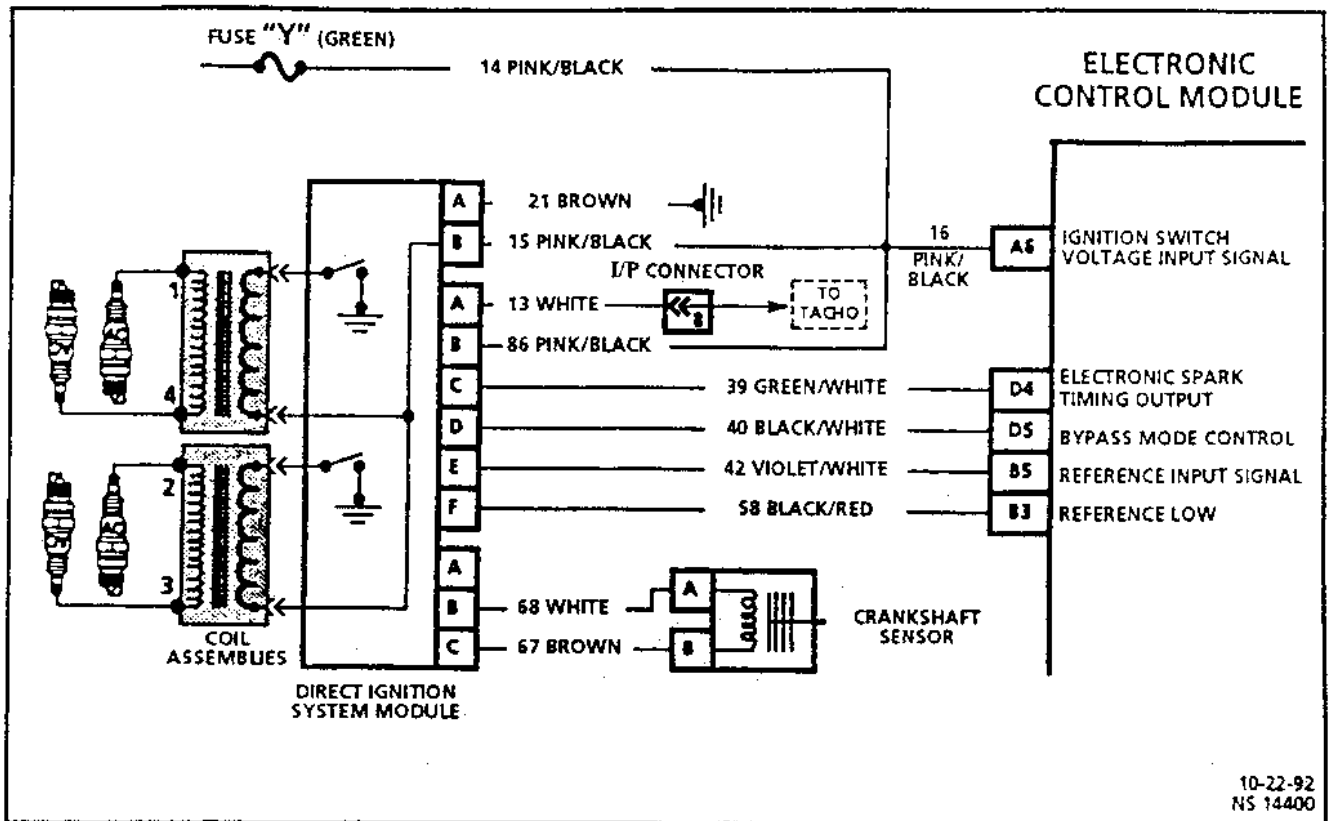 FUSE "Y" (GREEN)
14 PINK/BLACK
ELECTRONIC
CONTROL MODULE
A
21 BROWN
B
15 PINK/BLACK
16
PINK/
BLACK
A6
IGNITION SWITCH
VOLTAGE INPUT SIGNAL
I/P CONNECTOR
A
13 WHITE
8
TO
TACHO
B
86 PINK/BLACK
C
39 GREEN/WHITE
D4
ELECTRONIC SPARK
TIMING OUTPUT
D
40 BLACK/WHITE
D5
BYPASS MODE CONTROL
E
42 VIOLET/WHITE
B5
REFERENCE INPUT SIGNAL
F
58 BLACK/RED
B3
REFERENCE LOW
1
4
2
3
A
B
68 WHITE
A
C
67 BROWN
B
CRANKSHAFT
SENSOR
COIL
ASSEMBLIES
DIRECT IGNITION
SYSTEM MODULE
10-22-92
NS 14400